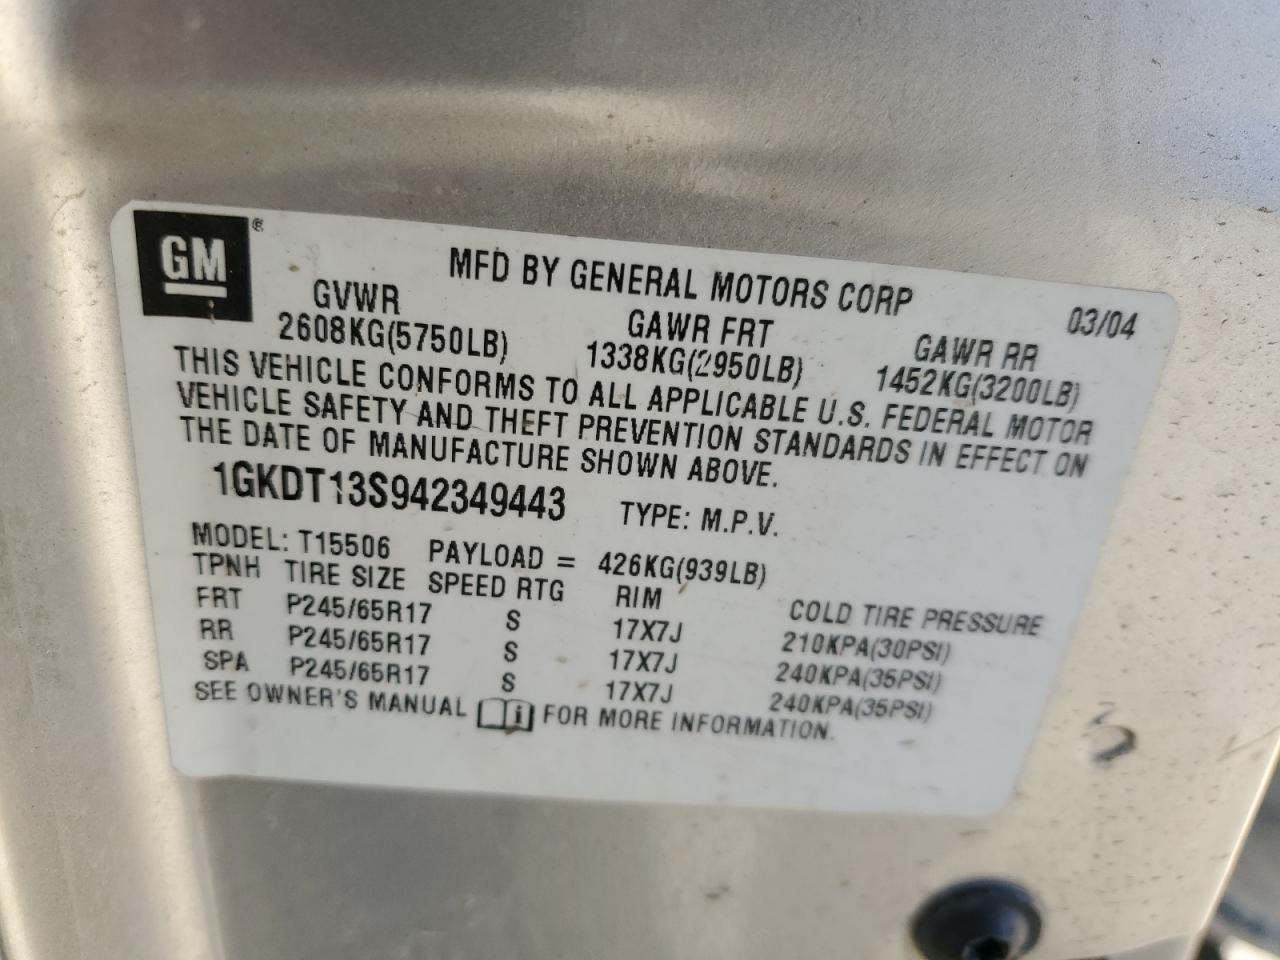 GM®
MFD BY GENERAL MOTORS CORP
03/04
GVWR GAWR FRT GAWR RR
2608KG(5750LB) 1338KG(2950LB) 1452KG(3200LB)
THIS VEHICLE CONFORMS TO ALL APPLICABLE U.S. FEDERAL MOTOR
VEHICLE SAFETY AND THEFT PREVENTION STANDARDS IN EFFECT ON
THE DATE OF MANUFACTURE SHOWN ABOVE.
1GKDT13S942349443 TYPE: M.P.V.
MODEL: T15506 PAYLOAD = 426KG(939LB)
TPNH TIRE SIZE SPEED RTG RIM COLD TIRE PRESSURE
FRT P245/65R17 S 17X7J 210KPA(30PSI)
RR P245/65R17 S 17X7J 240KPA(35PSI)
SPA P245/65R17 S 17X7J 240KPA(35PSI)
SEE OWNER'S MANUAL i FOR MORE INFORMATION.